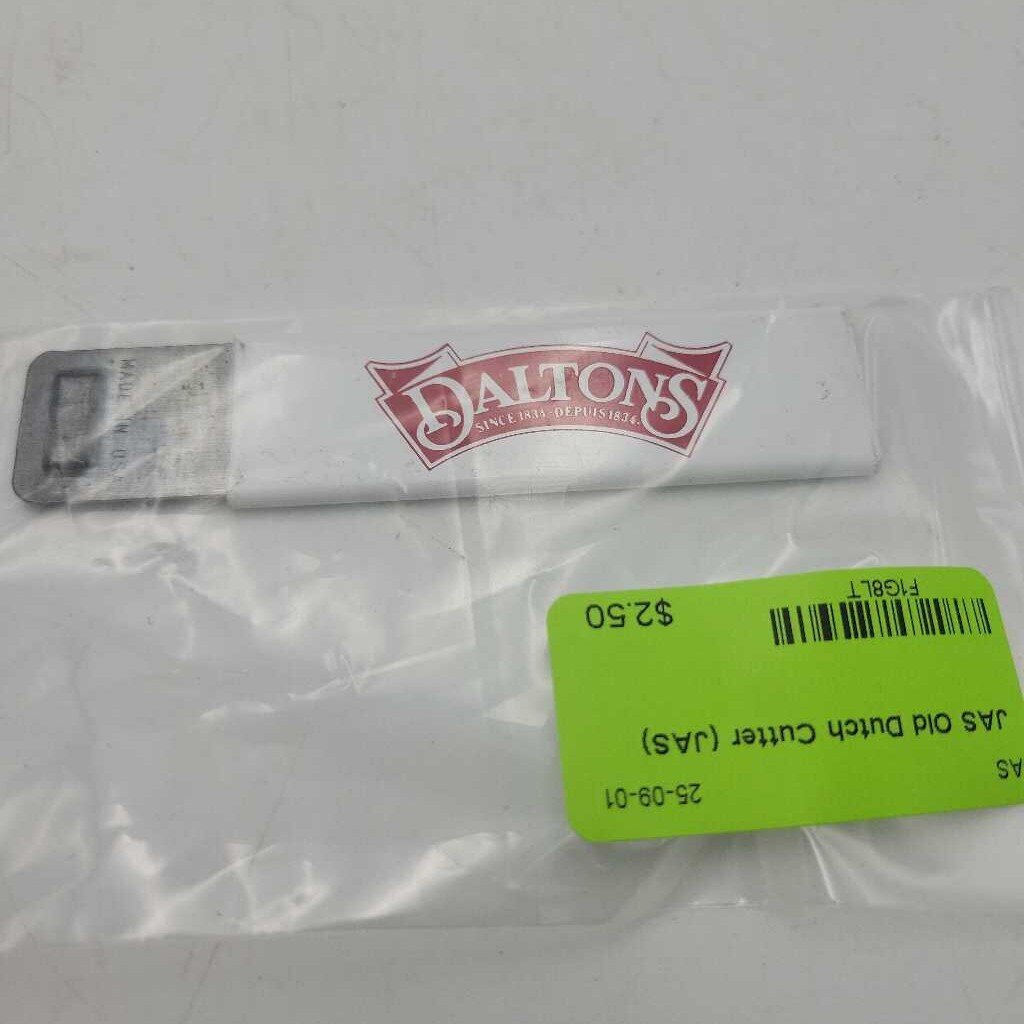 MADE IN USA
DALTONS
SINCE 1834 · DEPUIS 1834
$2.50
F1G8LT
JAS Old Dutch Cutter (JAS)
AS
25-09-01